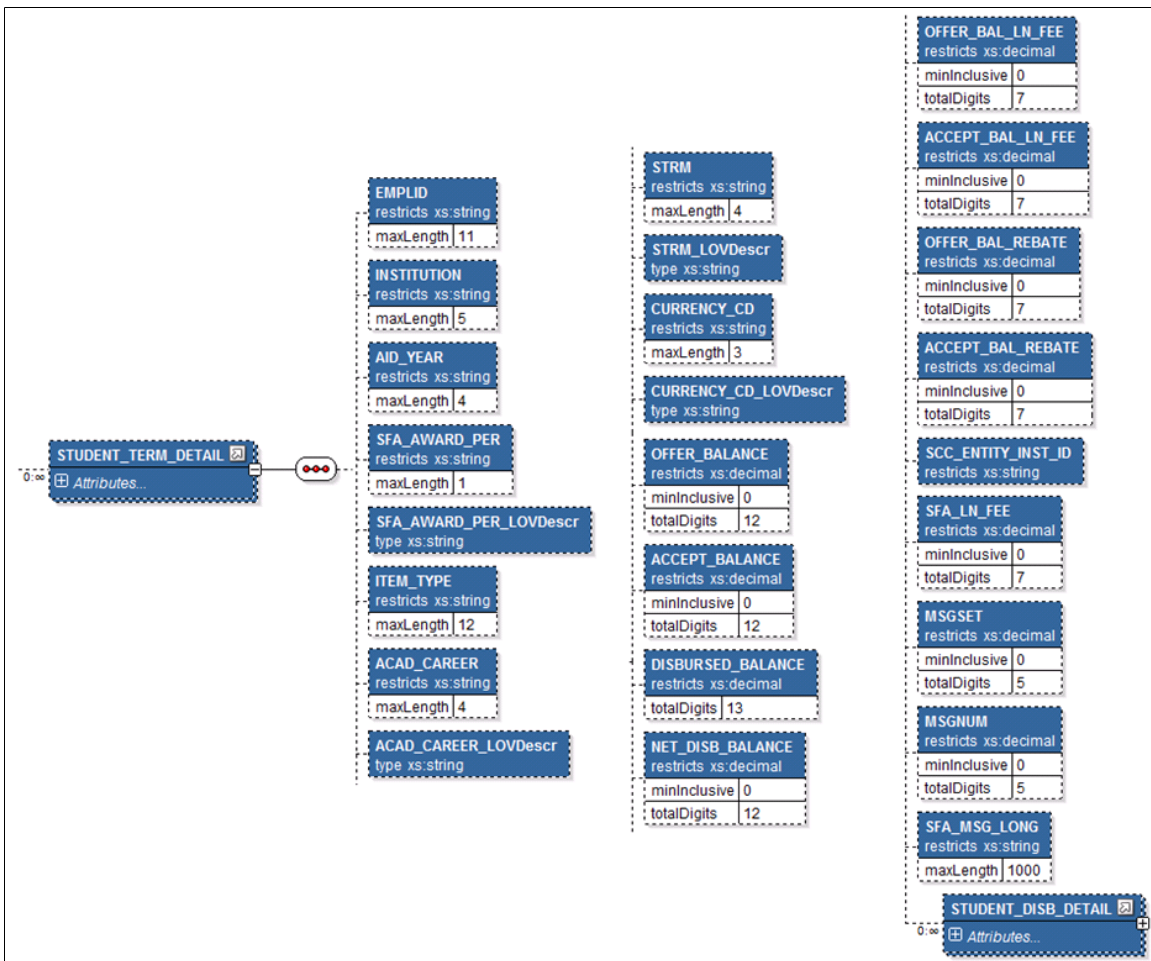 STUDENT_TERM_DETAIL
0:∞
Attributes...
EMPLID
restricts xs:string
maxLength 11
INSTITUTION
restricts xs:string
maxLength 5
AID_YEAR
restricts xs:string
maxLength 4
SFA_AWARD_PER
restricts xs:string
maxLength 1
SFA_AWARD_PER_LOVDescr
type xs:string
ITEM_TYPE
restricts xs:string
maxLength 12
ACAD_CAREER
restricts xs:string
maxLength 4
ACAD_CAREER_LOVDescr
type xs:string
STRM
restricts xs:string
maxLength 4
STRM_LOVDescr
type xs:string
CURRENCY_CD
restricts xs:string
maxLength 3
CURRENCY_CD_LOVDescr
type xs:string
OFFER_BALANCE
restricts xs:decimal
minInclusive 0
totalDigits 12
ACCEPT_BALANCE
restricts xs:decimal
minInclusive 0
totalDigits 12
DISBURSED_BALANCE
restricts xs:decimal
totalDigits 13
NET_DISB_BALANCE
restricts xs:decimal
minInclusive 0
totalDigits 12
OFFER_BAL_LN_FEE
restricts xs:decimal
minInclusive 0
totalDigits 7
ACCEPT_BAL_LN_FEE
restricts xs:decimal
minInclusive 0
totalDigits 7
OFFER_BAL_REBATE
restricts xs:decimal
minInclusive 0
totalDigits 7
ACCEPT_BAL_REBATE
restricts xs:decimal
minInclusive 0
totalDigits 7
SCC_ENTITY_INST_ID
restricts xs:string
SFA_LN_FEE
restricts xs:decimal
minInclusive 0
totalDigits 7
MSGSET
restricts xs:decimal
minInclusive 0
totalDigits 5
MSGNUM
restricts xs:decimal
minInclusive 0
totalDigits 5
SFA_MSG_LONG
restricts xs:string
maxLength 1000
STUDENT_DISB_DETAIL
0:∞
Attributes...